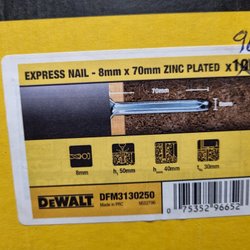 EXPRESS NAIL - 8mm x 70mm ZINC PLATED
70mm
8mm
50mm
40mm
30mm
DEWALT
DFM3130250
Made in PRC
0 75352 96652